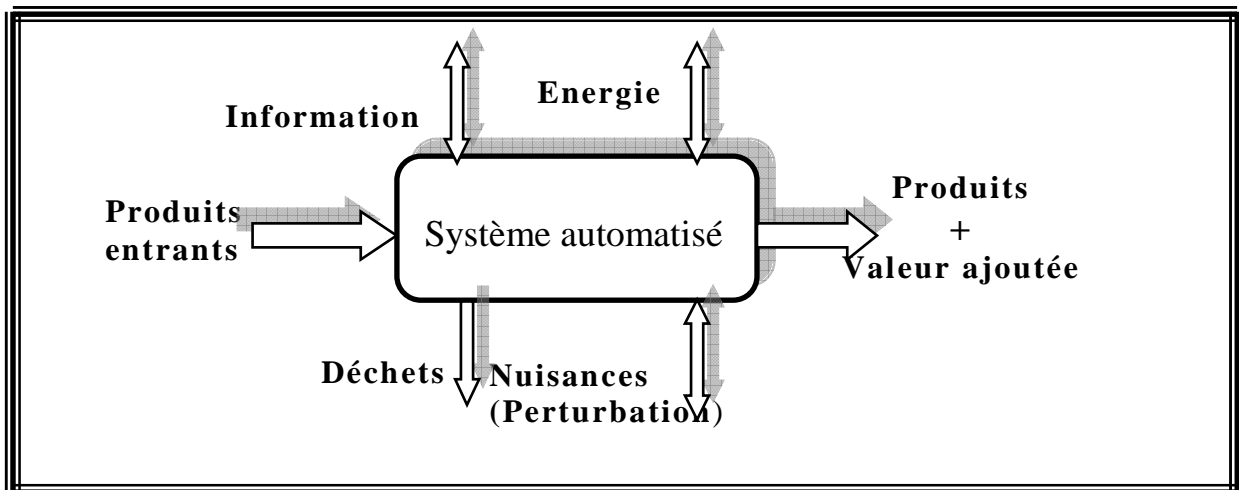 Energie
Information
Produits
entrants
Système automatisé
Produits
+
Valeur ajoutée
Déchets
Nuisances
(Perturbation)